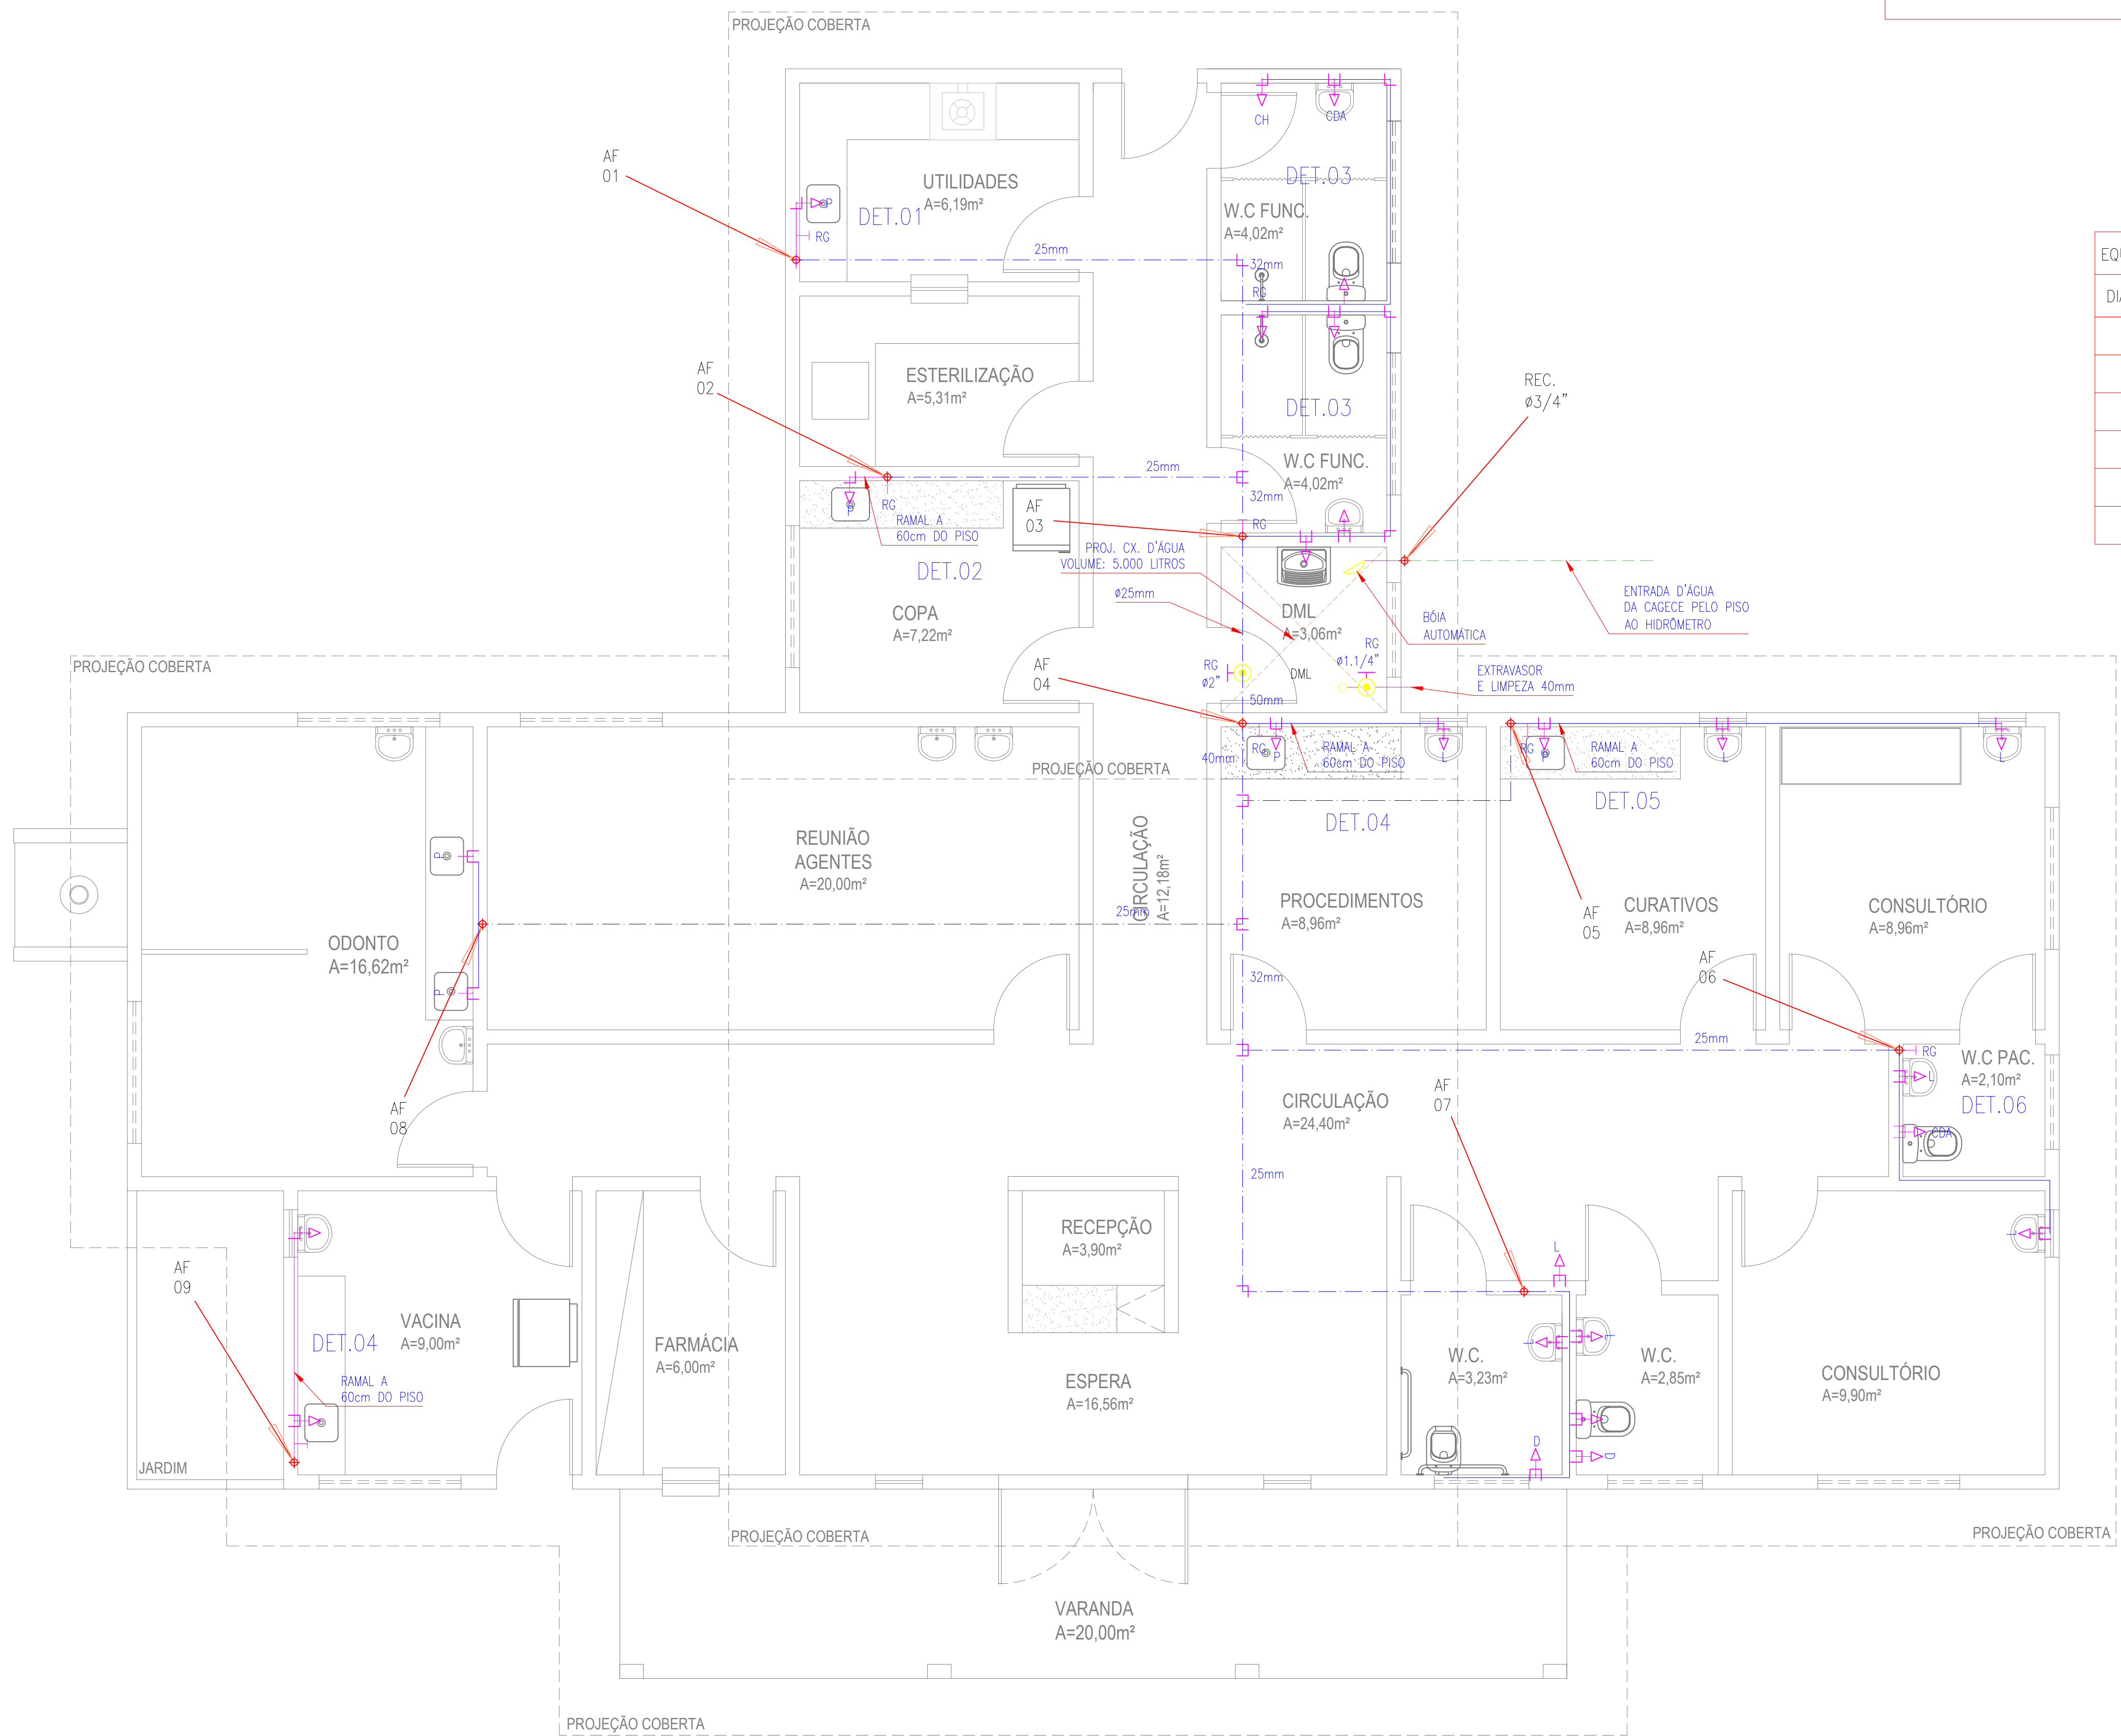 PROJEÇÃO COBERTA
AF
01
UTILIDADES
A=6,19m²
DET.01
P
RG
25mm
CH
CDA
DET.03
W.C FUNC.
A=4,02m²
32mm
RG
AF
02
ESTERILIZAÇÃO
A=5,31m²
DET.03
REC.
ø3/4"
W.C FUNC.
A=4,02m²
25mm
32mm
RG
P
RG
RAMAL A
60cm DO PISO
AF
03
DET.02
PROJ. CX. D'ÁGUA
VOLUME: 5.000 LITROS
ø25mm
COPA
A=7,22m²
DML
A=3,06m²
BÓIA
AUTOMÁTICA
ENTRADA D'ÁGUA
DA CAGECE PELO PISO
AO HIDRÔMETRO
RG
ø1.1/4"
DML
RG
ø2"
EXTRAVASOR
E LIMPEZA 40mm
AF
04
50mm
PROJEÇÃO COBERTA
40mm
RG
P
RAMAL A
60cm DO PISO
L
RG
P
RAMAL A
60cm DO PISO
L
L
PROJEÇÃO COBERTA
DET.04
DET.05
P
REUNIÃO
AGENTES
A=20,00m²
CIRCULAÇÃO
A=12,18m²
25mm
PROCEDIMENTOS
A=8,96m²
CURATIVOS
A=8,96m²
CONSULTÓRIO
A=8,96m²
AF
05
ODONTO
A=16,62m²
P
32mm
AF
06
25mm
RG
W.C PAC.
A=2,10m²
L
DET.06
CDA
AF
08
AF
07
CIRCULAÇÃO
A=24,40m²
25mm
RECEPÇÃO
A=3,90m²
L
L
AF
09
VACINA
A=9,00m²
DET.04
RAMAL A
60cm DO PISO
FARMÁCIA
A=6,00m²
ESPERA
A=16,56m²
L
L
W.C.
A=3,23m²
W.C.
A=2,85m²
CONSULTÓRIO
A=9,90m²
D
D
JARDIM
PROJEÇÃO COBERTA
PROJEÇÃO COBERTA
VARANDA
A=20,00m²
PROJEÇÃO COBERTA
EQU
DIÂ